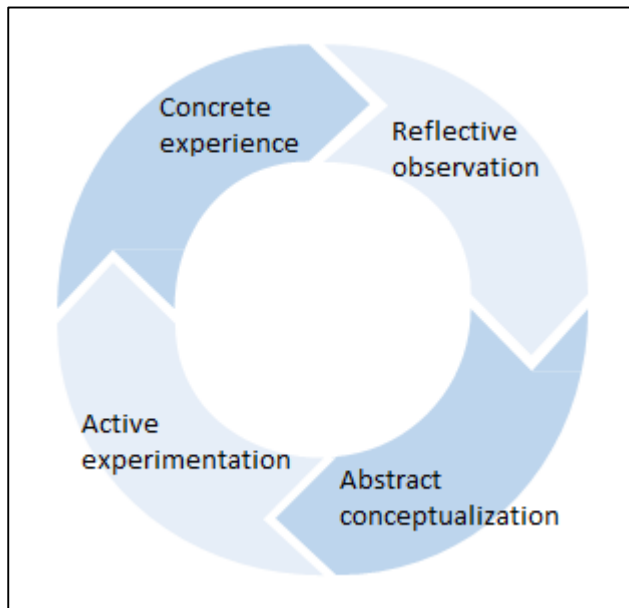 Concrete
experience
Reflective
observation
Abstract
conceptualization
Active
experimentation